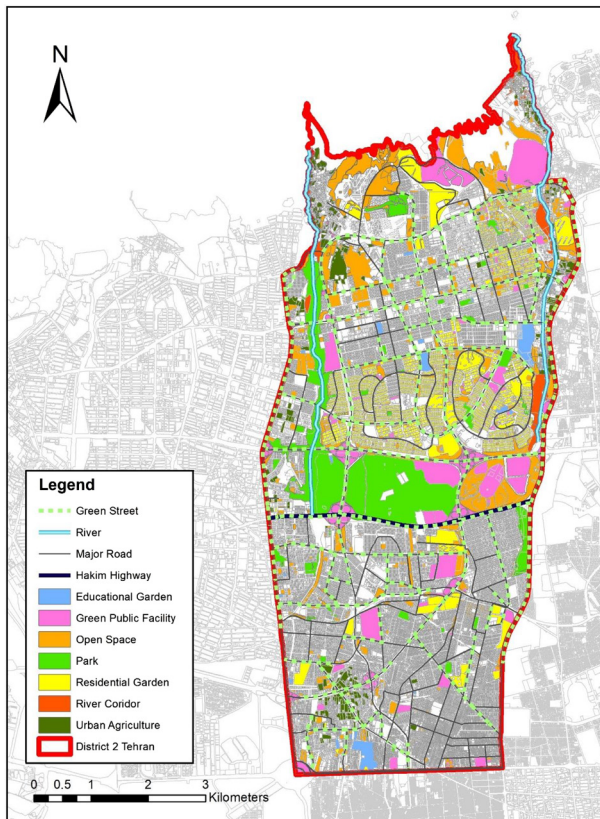 N
Legend
Green Street
River
Major Road
Hakim Highway
Educational Garden
Green Public Facility
Open Space
Park
Residential Garden
River Coridor
Urban Agriculture
District 2 Tehran
0 0.5 1 2 3
Kilometers